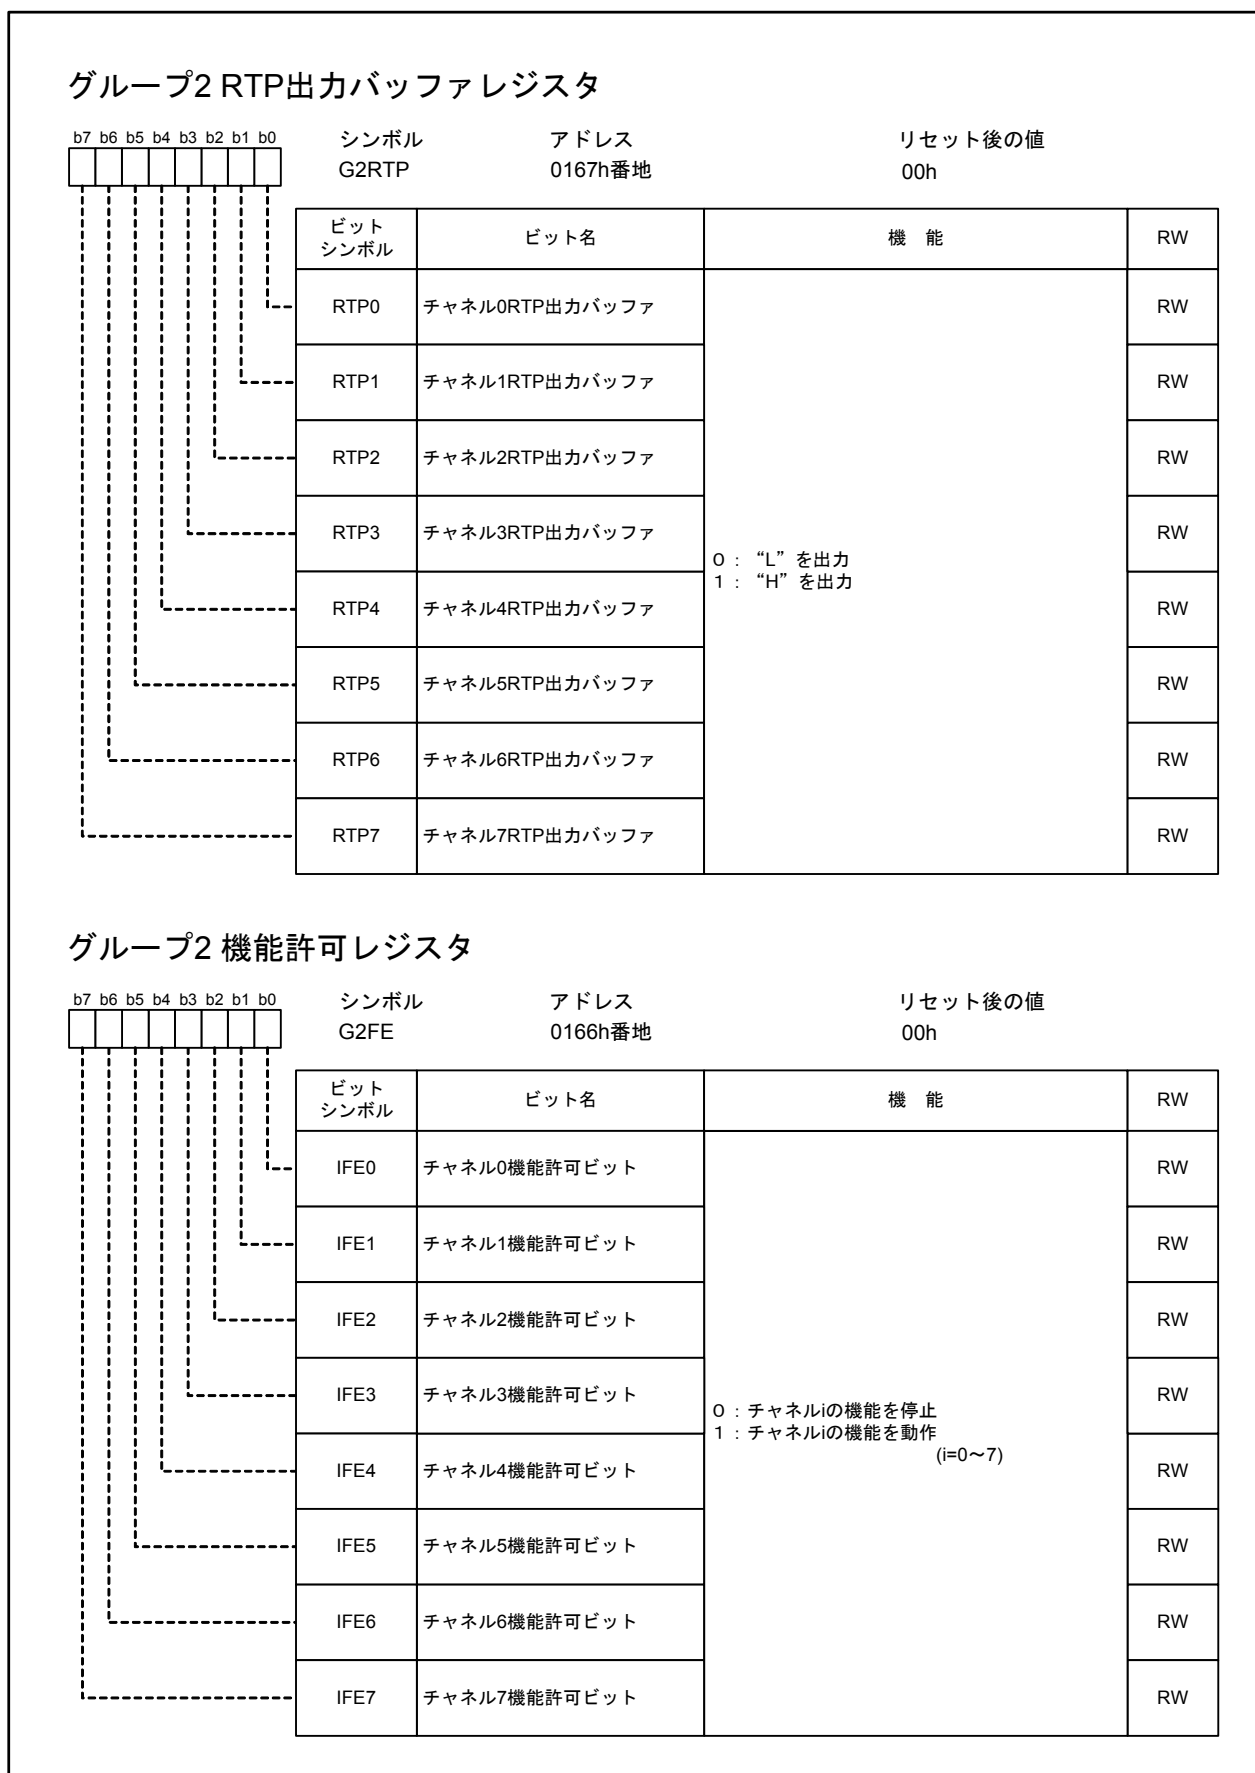 グループ2 RTP出力バッファレジスタ
b7 b6 b5 b4 b3 b2 b1 b0
シンボル アドレス リセット後の値
G2RTP 0167h番地 00h
ビット
シンボル ビット名 機 能 RW
RTP0 チャネル0RTP出力バッファ RW
RTP1 チャネル1RTP出力バッファ RW
RTP2 チャネル2RTP出力バッファ RW
RTP3 チャネル3RTP出力バッファ RW
0 : “L”を出力
1 : “H”を出力
RTP4 チャネル4RTP出力バッファ RW
RTP5 チャネル5RTP出力バッファ RW
RTP6 チャネル6RTP出力バッファ RW
RTP7 チャネル7RTP出力バッファ RW
グループ2 機能許可レジスタ
b7 b6 b5 b4 b3 b2 b1 b0
シンボル アドレス リセット後の値
G2FE 0166h番地 00h
ビット
シンボル ビット名 機 能 RW
IFE0 チャネル0機能許可ビット RW
IFE1 チャネル1機能許可ビット RW
IFE2 チャネル2機能許可ビット RW
IFE3 チャネル3機能許可ビット RW
0 : チャネルiの機能を停止
1 : チャネルiの機能を動作
(i=0～7)
IFE4 チャネル4機能許可ビット RW
IFE5 チャネル5機能許可ビット RW
IFE6 チャネル6機能許可ビット RW
IFE7 チャネル7機能許可ビット RW